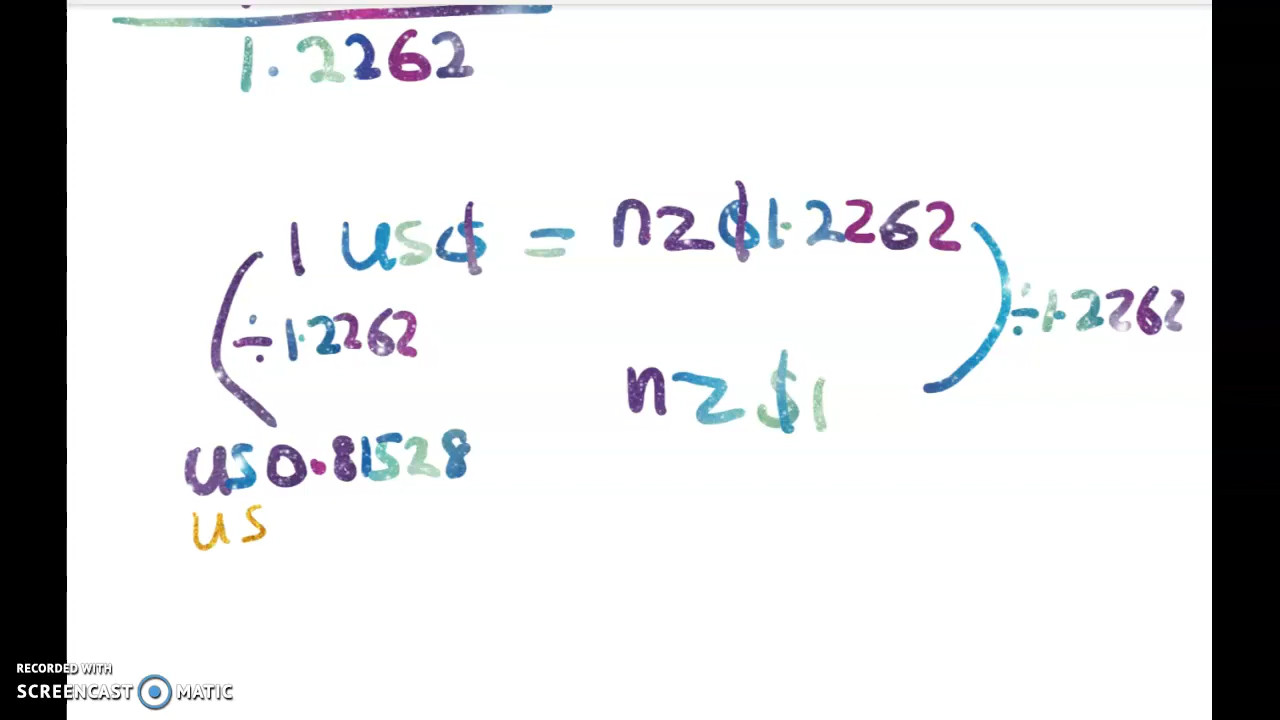 1.2262
1 us$ = nz$1.2262
÷1.2262 ÷1.2262
nz $1
us0.81528
us
RECORDED WITH
SCREENCAST MATIC